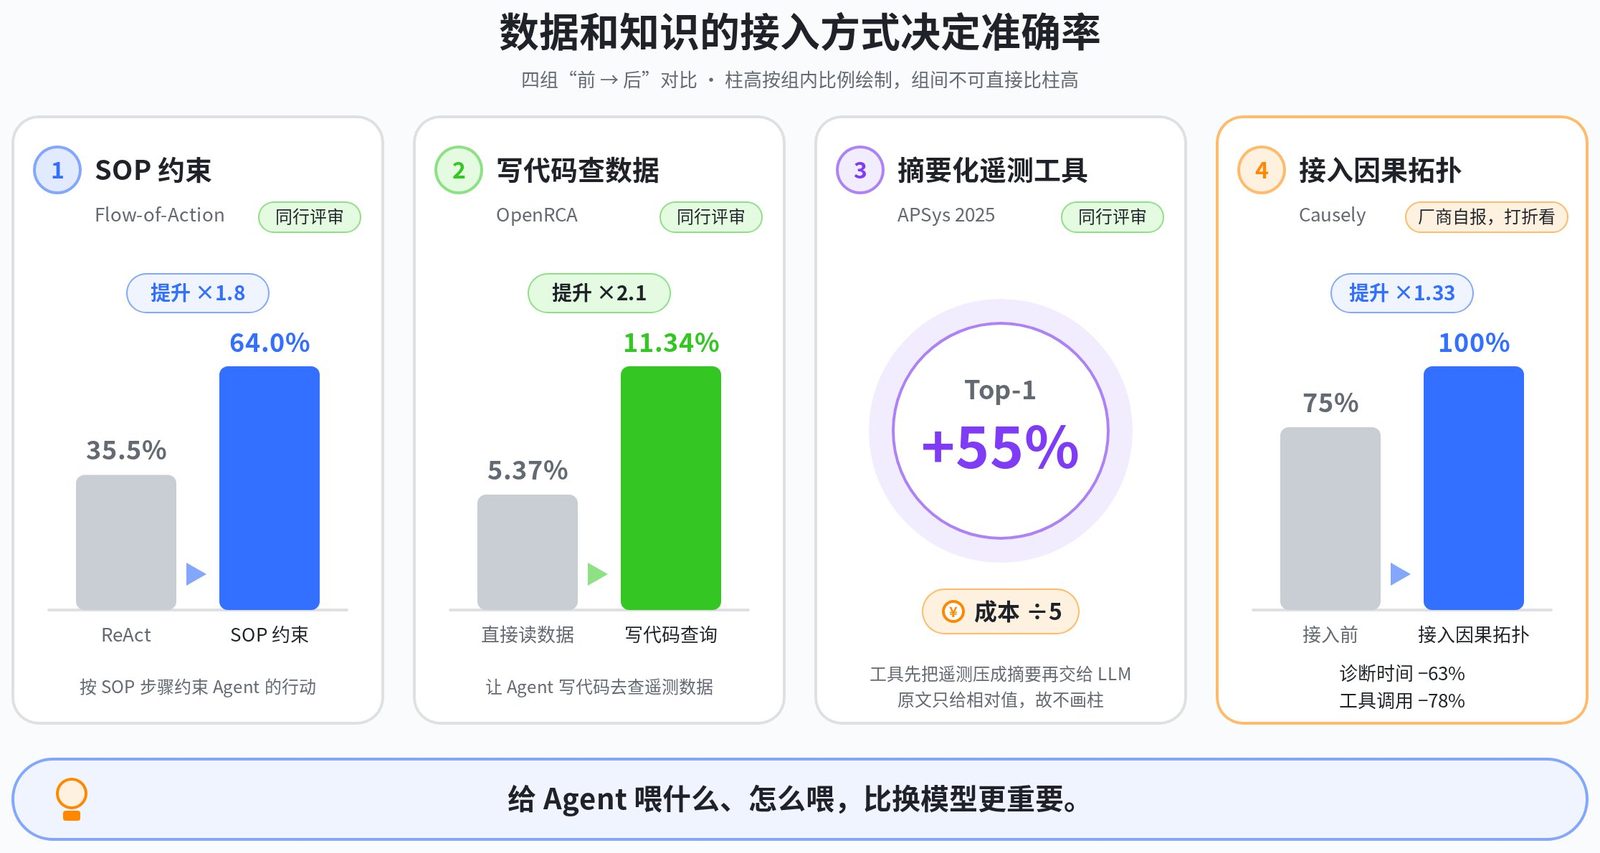 数据和知识的接入方式决定准确率
四组“前 → 后”对比 · 柱高按组内比例绘制，组间不可直接比柱高
1 SOP 约束
Flow-of-Action 同行评审
提升 ×1.8
64.0%
35.5%
ReAct SOP 约束
按 SOP 步骤约束 Agent 的行动
2 写代码查数据
OpenRCA 同行评审
提升 ×2.1
11.34%
5.37%
直接读数据 写代码查询
让 Agent 写代码去查遥测数据
3 摘要化遥测工具
APSys 2025 同行评审
Top-1
+55%
¥ 成本 ÷5
工具先把遥测压成摘要再交给 LLM
原文只给相对值，故不画柱
4 接入因果拓扑
Causely 厂商自报，打折看
提升 ×1.33
100%
75%
接入前 接入因果拓扑
诊断时间 −63%
工具调用 −78%
给 Agent 喂什么、怎么喂，比换模型更重要。